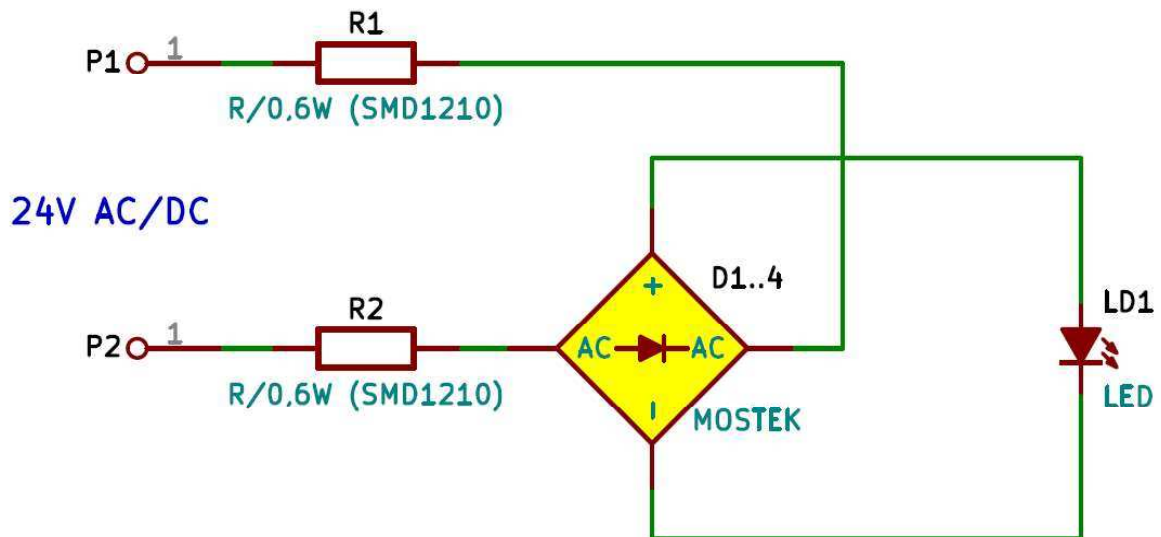 R1
P1 1
R/0,6W (SMD1210)
24V AC/DC
+
D1..4
R2
LD1
P2 1
AC AC
R/0,6W (SMD1210)
LED
-
MOSTEK